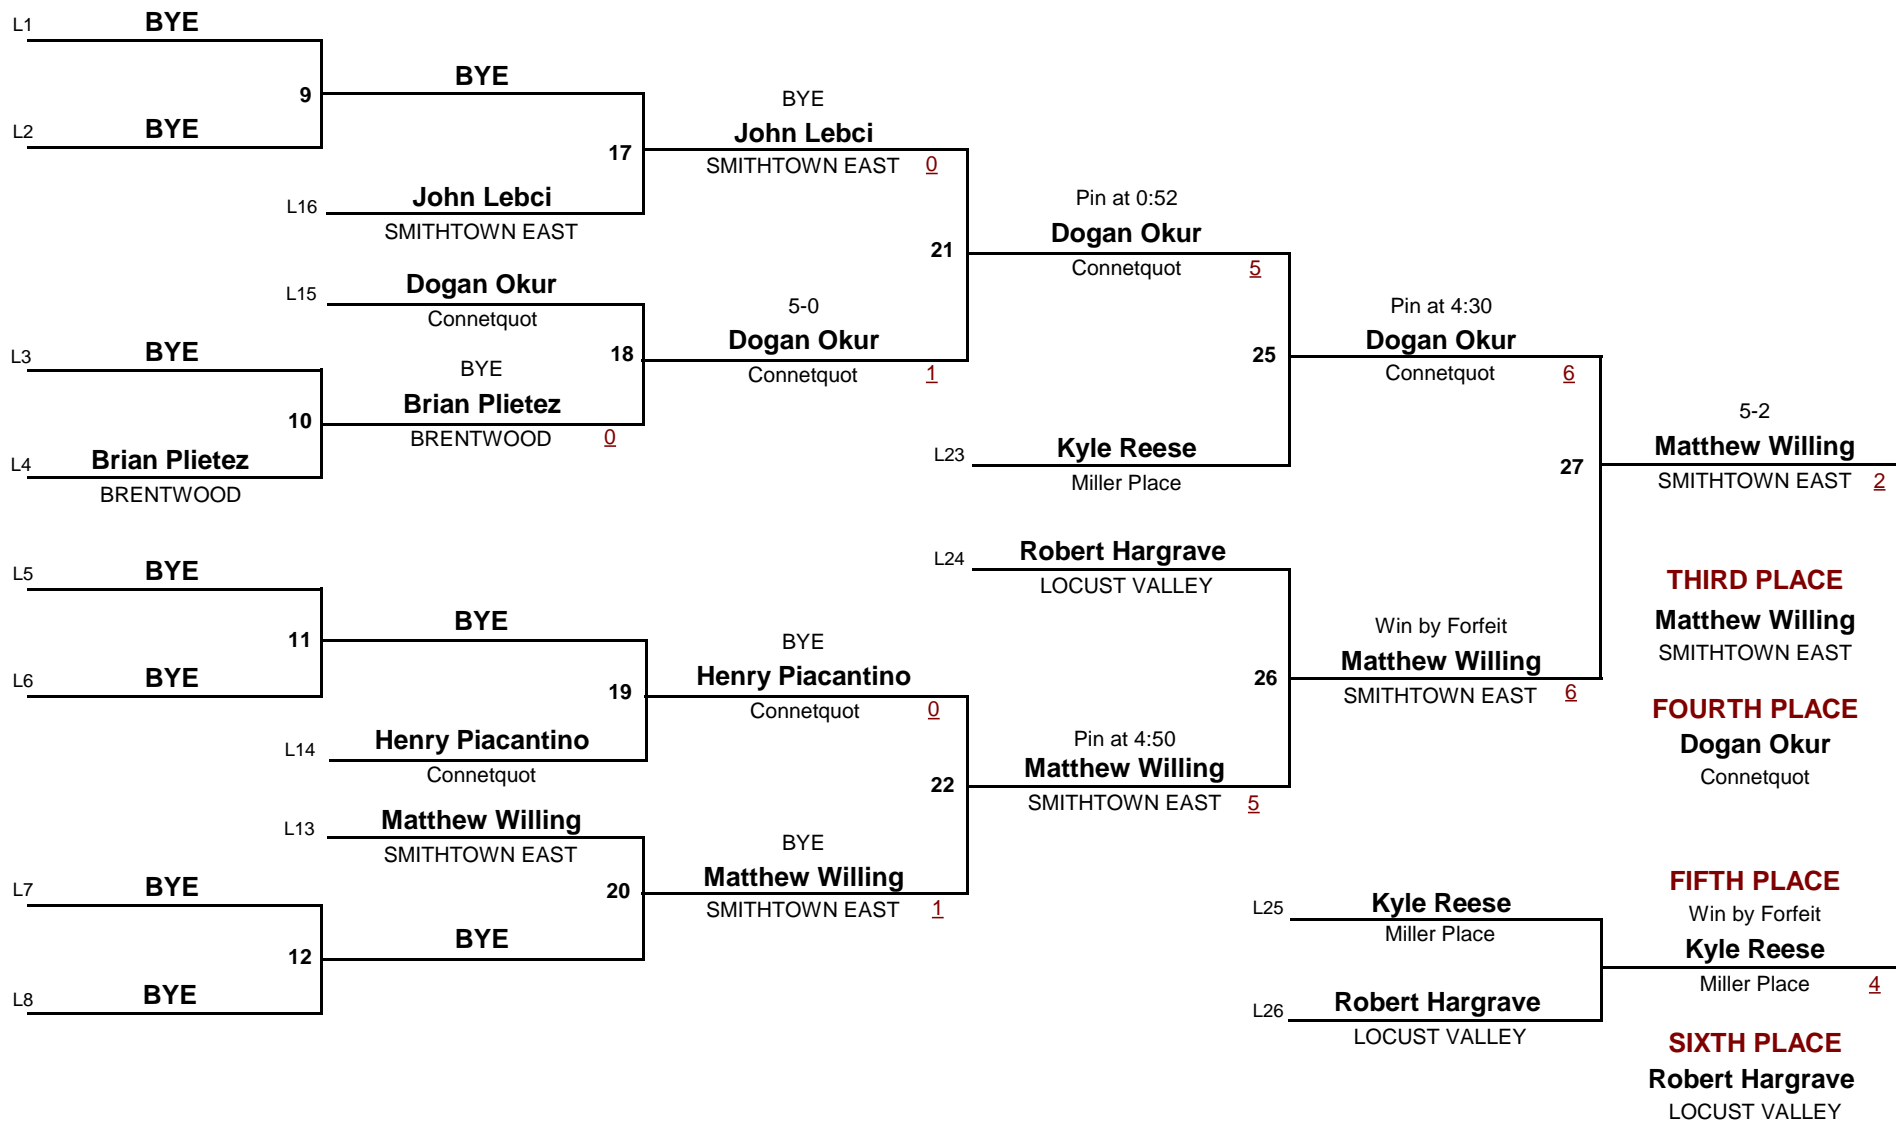 L1
BYE
L2
BYE
9
BYE
L16
John Lebci
SMITHTOWN EAST
17
BYE
John Lebci
SMITHTOWN EAST 0
L15
Dogan Okur
Connetquot
L3
BYE
L4
Brian Plietez
BRENTWOOD
10
BYE
Brian Plietez
BRENTWOOD 0
18
5-0
Dogan Okur
Connetquot 1
21
Pin at 0:52
Dogan Okur
Connetquot 5
L23
Kyle Reese
Miller Place
25
Pin at 4:30
Dogan Okur
Connetquot 6
L5
BYE
L6
BYE
11
BYE
L14
Henry Piacantino
Connetquot
19
BYE
Henry Piacantino
Connetquot 0
L13
Matthew Willing
SMITHTOWN EAST
L7
BYE
L8
BYE
12
BYE
20
BYE
Matthew Willing
SMITHTOWN EAST 1
22
Pin at 4:50
Matthew Willing
SMITHTOWN EAST 5
L24
Robert Hargrave
LOCUST VALLEY
26
Win by Forfeit
Matthew Willing
SMITHTOWN EAST 6
27
5-2
Matthew Willing
SMITHTOWN EAST 2
THIRD PLACE
Matthew Willing
SMITHTOWN EAST
FOURTH PLACE
Dogan Okur
Connetquot
L25
Kyle Reese
Miller Place
L26
Robert Hargrave
LOCUST VALLEY
FIFTH PLACE
Win by Forfeit
Kyle Reese
Miller Place 4
SIXTH PLACE
Robert Hargrave
LOCUST VALLEY